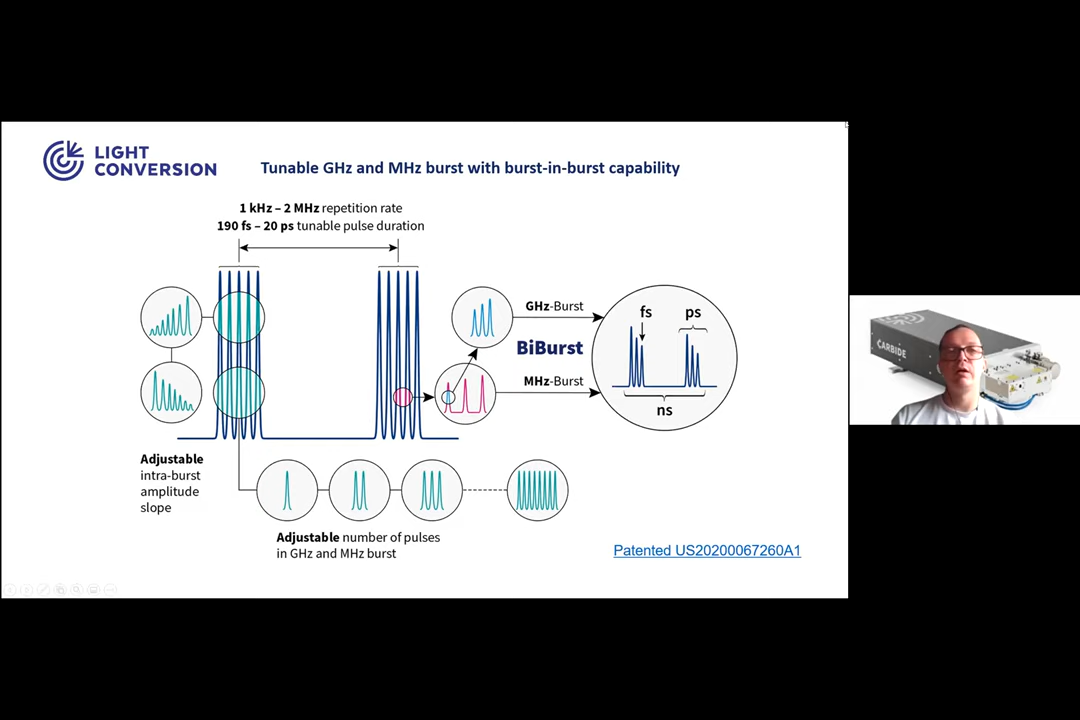 LIGHT
CONVERSION
Tunable GHz and MHz burst with burst-in-burst capability
1 kHz – 2 MHz repetition rate
190 fs – 20 ps tunable pulse duration
GHz-Burst
BiBurst
MHz-Burst
fs
ps
ns
Adjustable
intra-burst
amplitude
slope
Adjustable number of pulses
in GHz and MHz burst
Patented US20200067260A1
CARBIDE